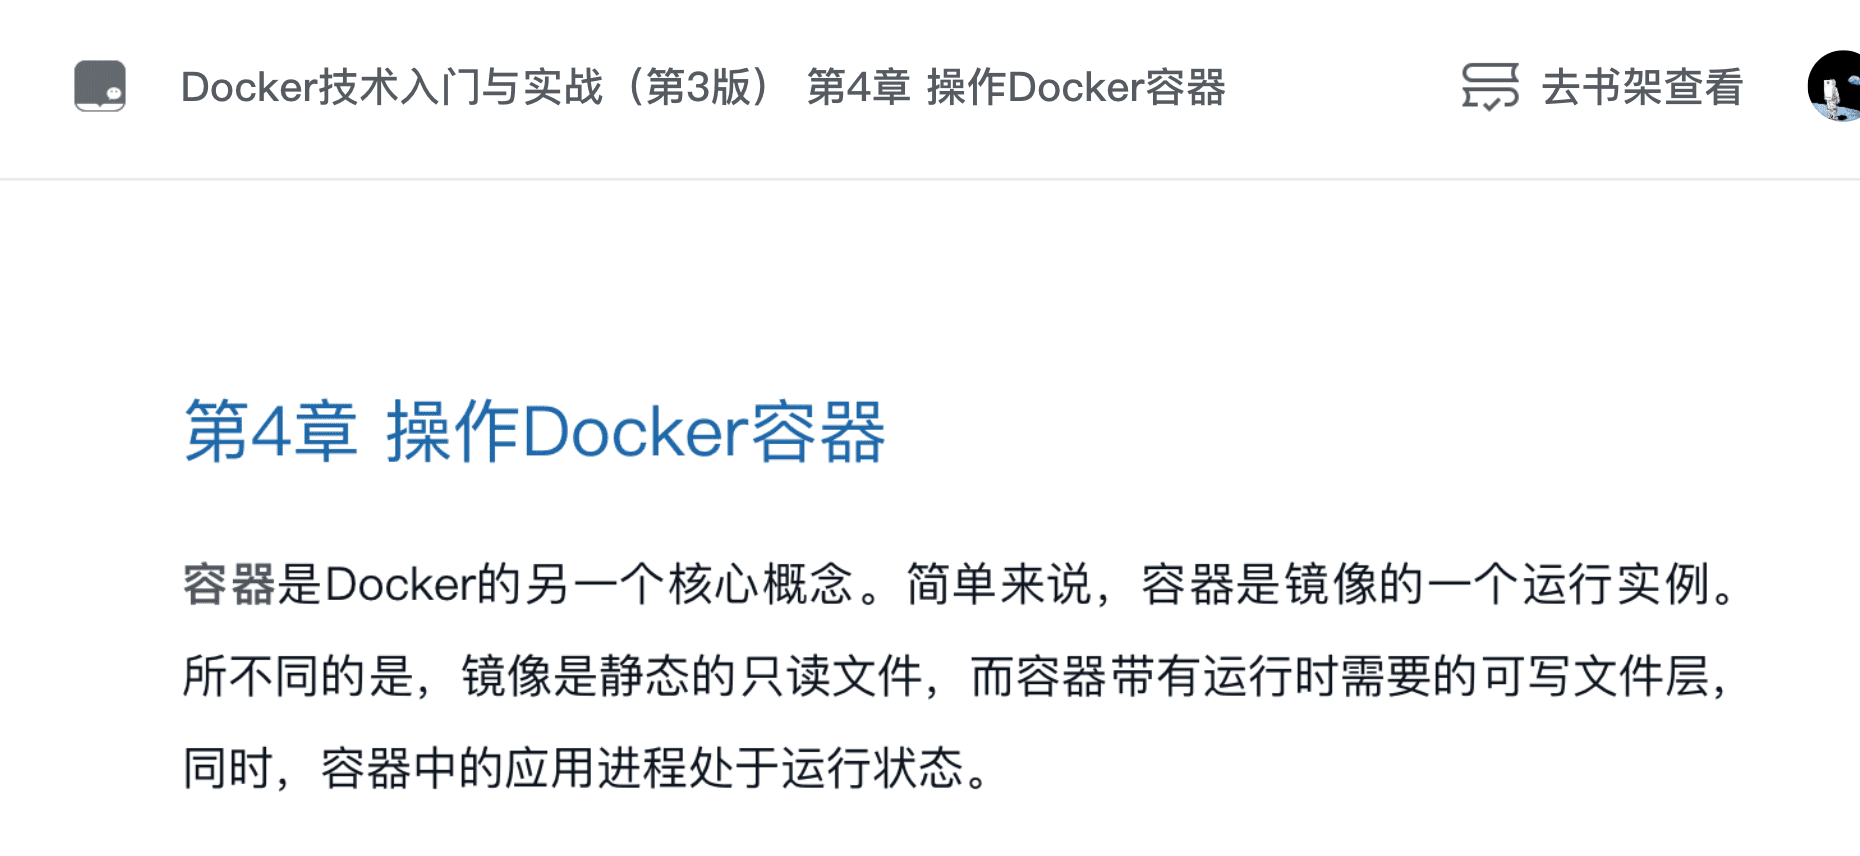 Docker技术入门与实战（第3版） 第4章 操作Docker容器
去书架查看
第4章 操作Docker容器
容器是Docker的另一个核心概念。简单来说，容器是镜像的一个运行实例。
所不同的是，镜像是静态的只读文件，而容器带有运行时需要的可写文件层，
同时，容器中的应用进程处于运行状态。